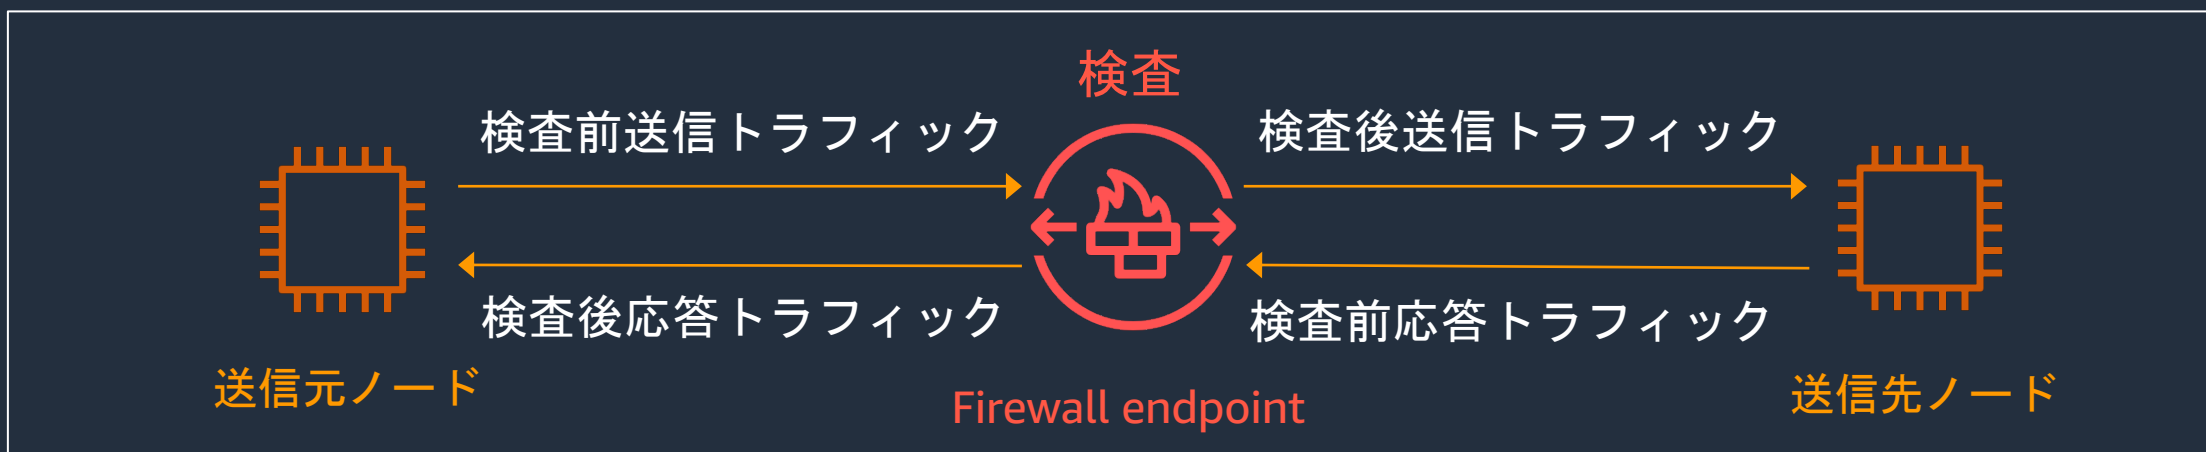 検査
検査前送信トラフィック
検査後送信トラフィック
検査後応答トラフィック
検査前応答トラフィック
送信元ノード
Firewall endpoint
送信先ノード